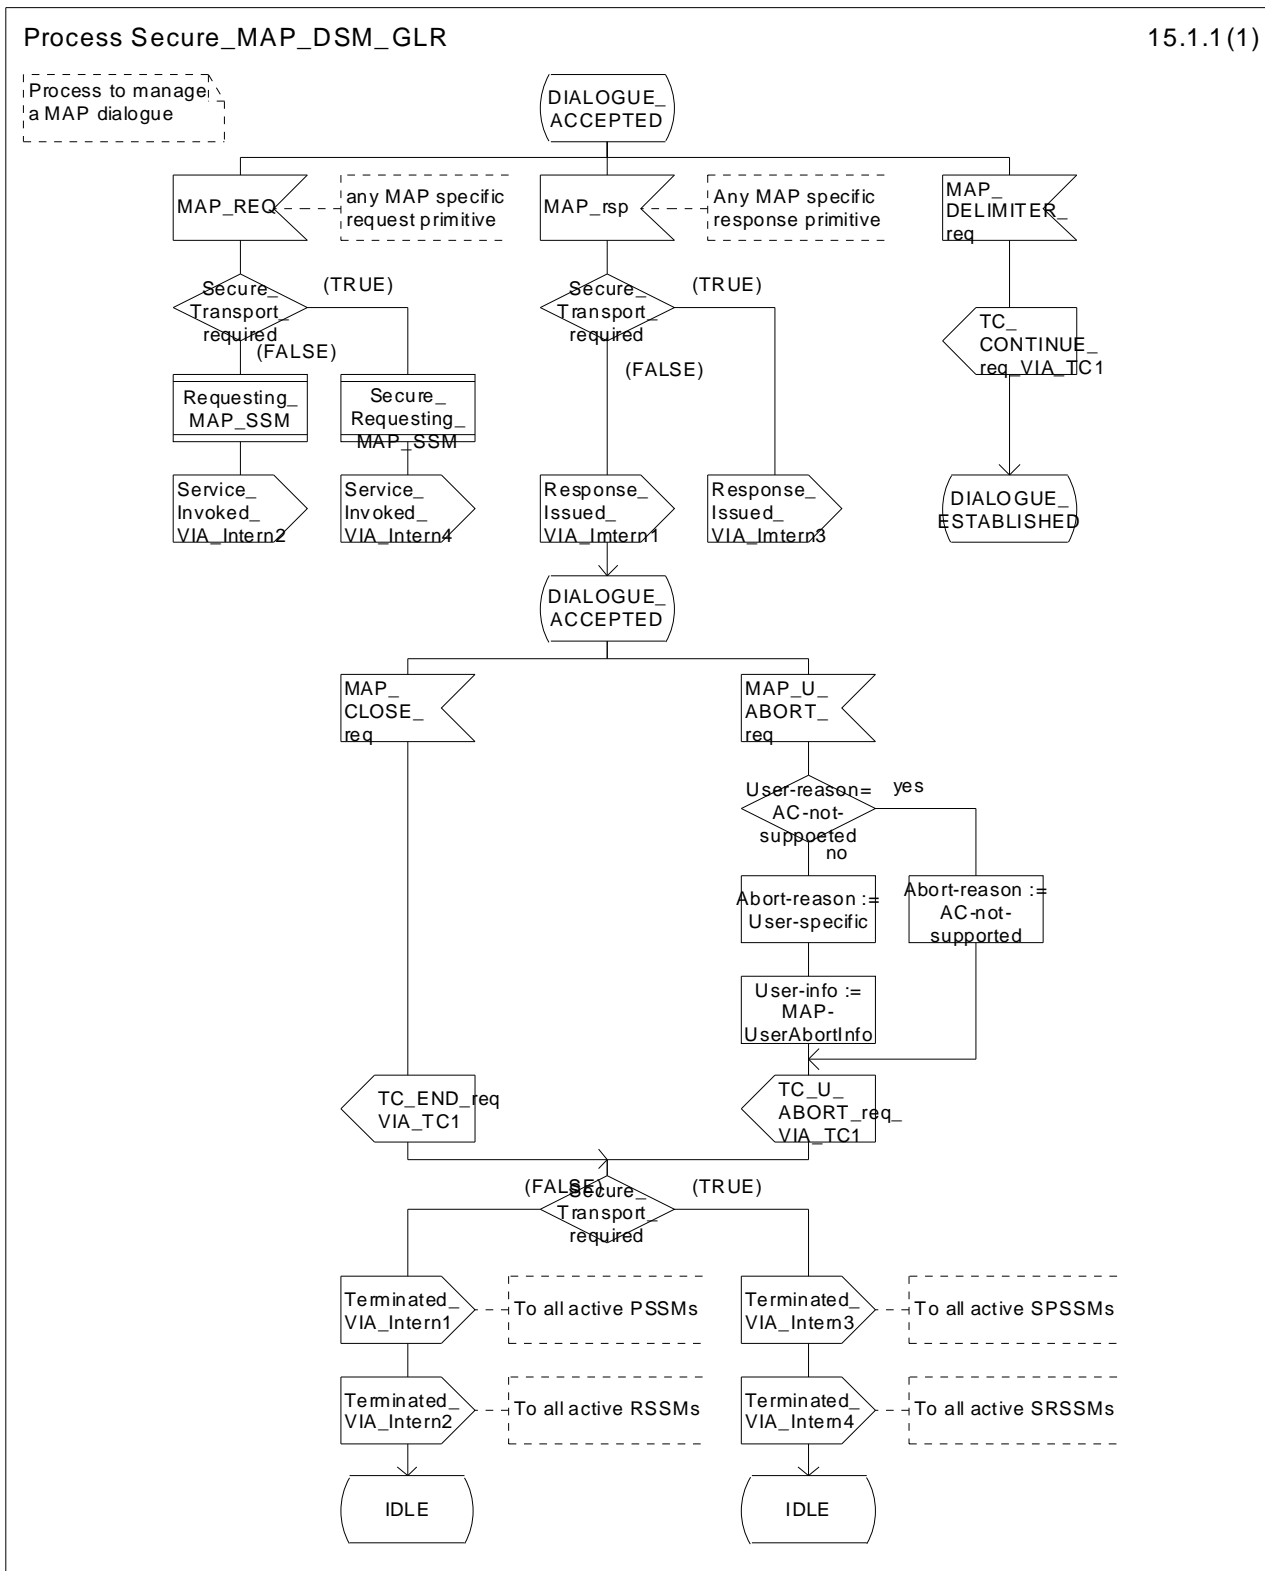 Process Secure_MAP_DSM_GLR
15.1.1(1)
Process to manage
a MAP dialogue
DIALOGUE_
ACCEPTED
MAP_REQ
any MAP specific
request primitive
MAP_rsp
Any MAP specific
response primitive
MAP_
DELIMITER_
req
Secure_
Transport_
required
(TRUE)
(FALSE)
Secure_
Transport_
required
(TRUE)
(FALSE)
TC_
CONTINUE_
req_VIA_TC1
Requesting_
MAP_SSM
Secure_
Requesting_
MAP_SSM
Service_
Invoked_
VIA_Intern2
Service_
Invoked_
VIA_Intern4
Response_
Issued_
VIA_Imtern1
Response_
Issued_
VIA_Imtern3
DIALOGUE_
ESTABLISHED
DIALOGUE_
ACCEPTED
MAP_
CLOSE_
req
MAP_U_
ABORT_
req
User-reason=
AC-not-
suppoeted
yes
no
Abort-reason :=
User-specific
Abort-reason :=
AC-not-
supported
User-info :=
MAP-
UserAbortInfo
TC_END_req
VIA_TC1
TC_U_
ABORT_req_
VIA_TC1
(FALSE)
Secure_
Transport_
required
(TRUE)
Terminated_
VIA_Intern1
To all active PSSMs
Terminated_
VIA_Intern3
To all active SPSSMs
Terminated_
VIA_Intern2
To all active RSSMs
Terminated_
VIA_Intern4
To all active SRSSMs
IDLE
IDLE